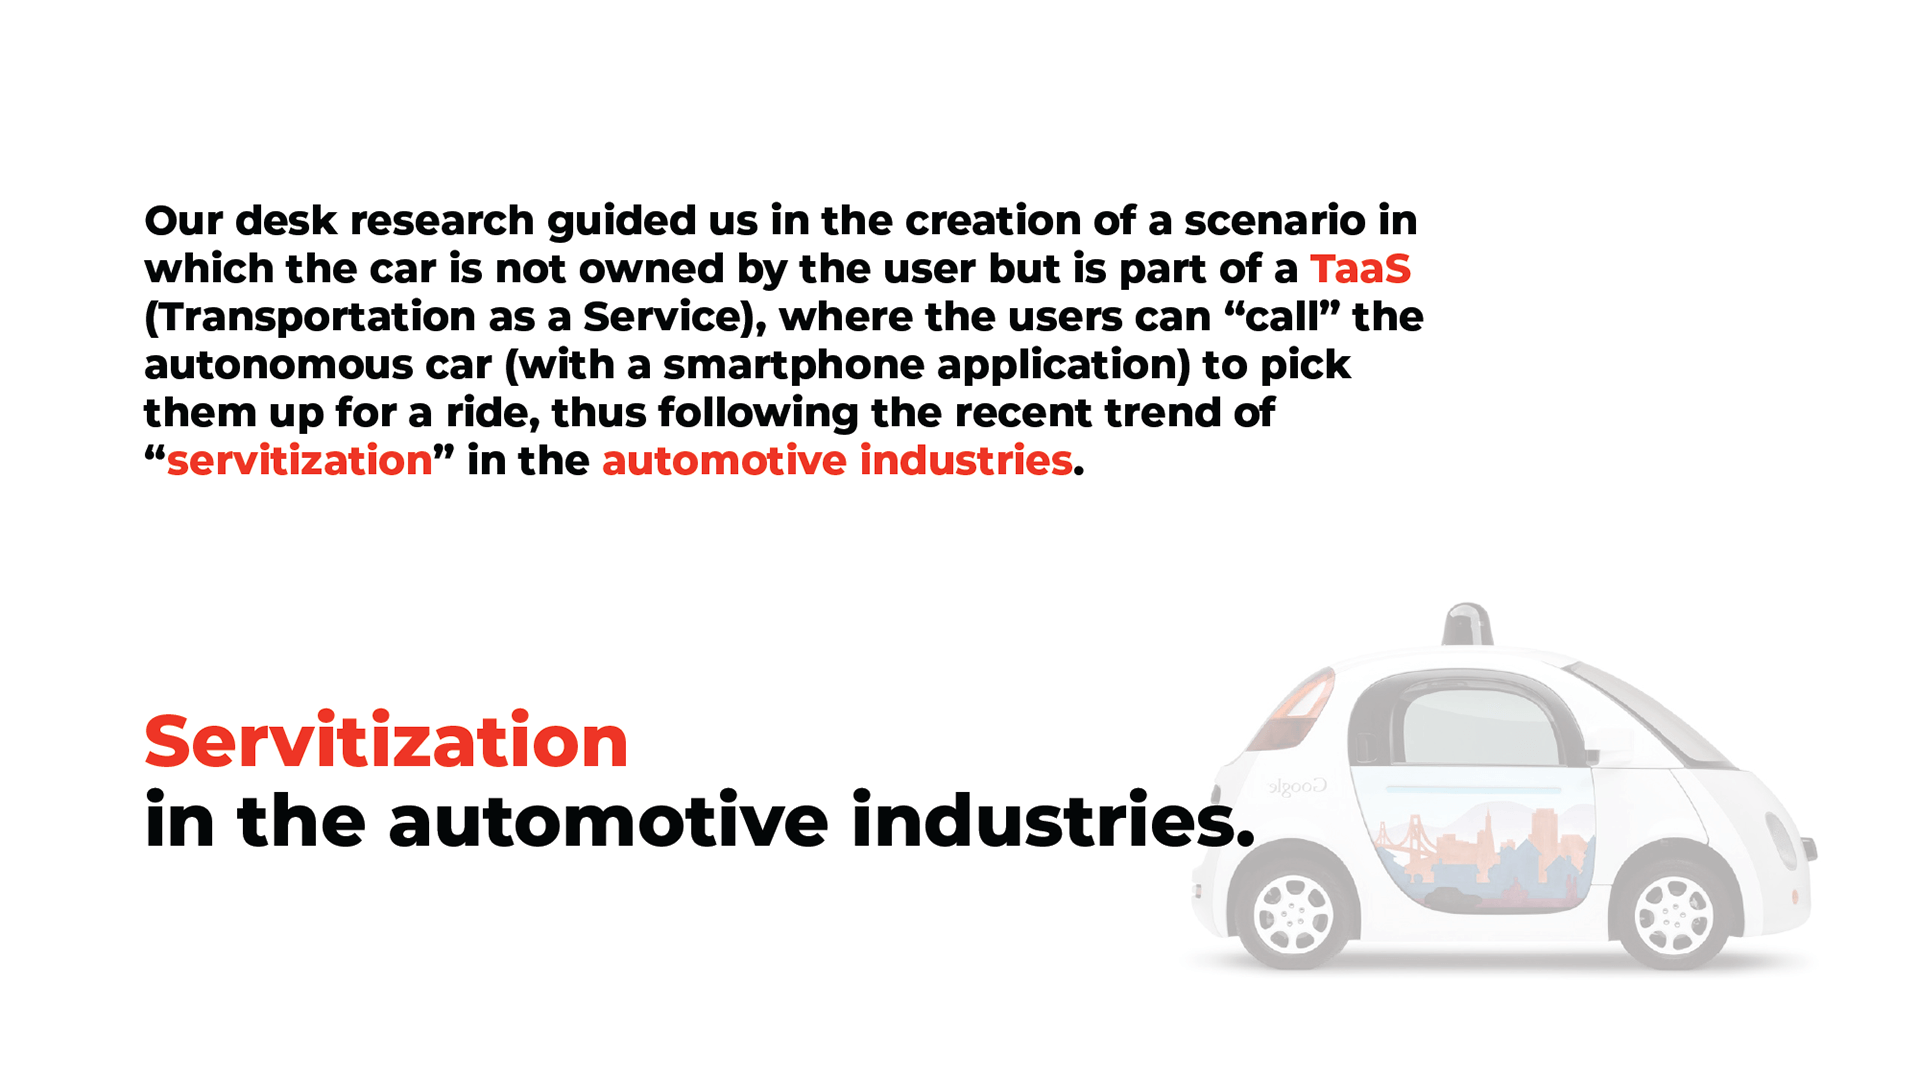 Our desk research guided us in the creation of a scenario in
which the car is not owned by the user but is part of a TaaS
(Transportation as a Service), where the users can “call” the
autonomous car (with a smartphone application) to pick
them up for a ride, thus following the recent trend of
“servitization” in the automotive industries.
Servitization
in the automotive industries.
Google